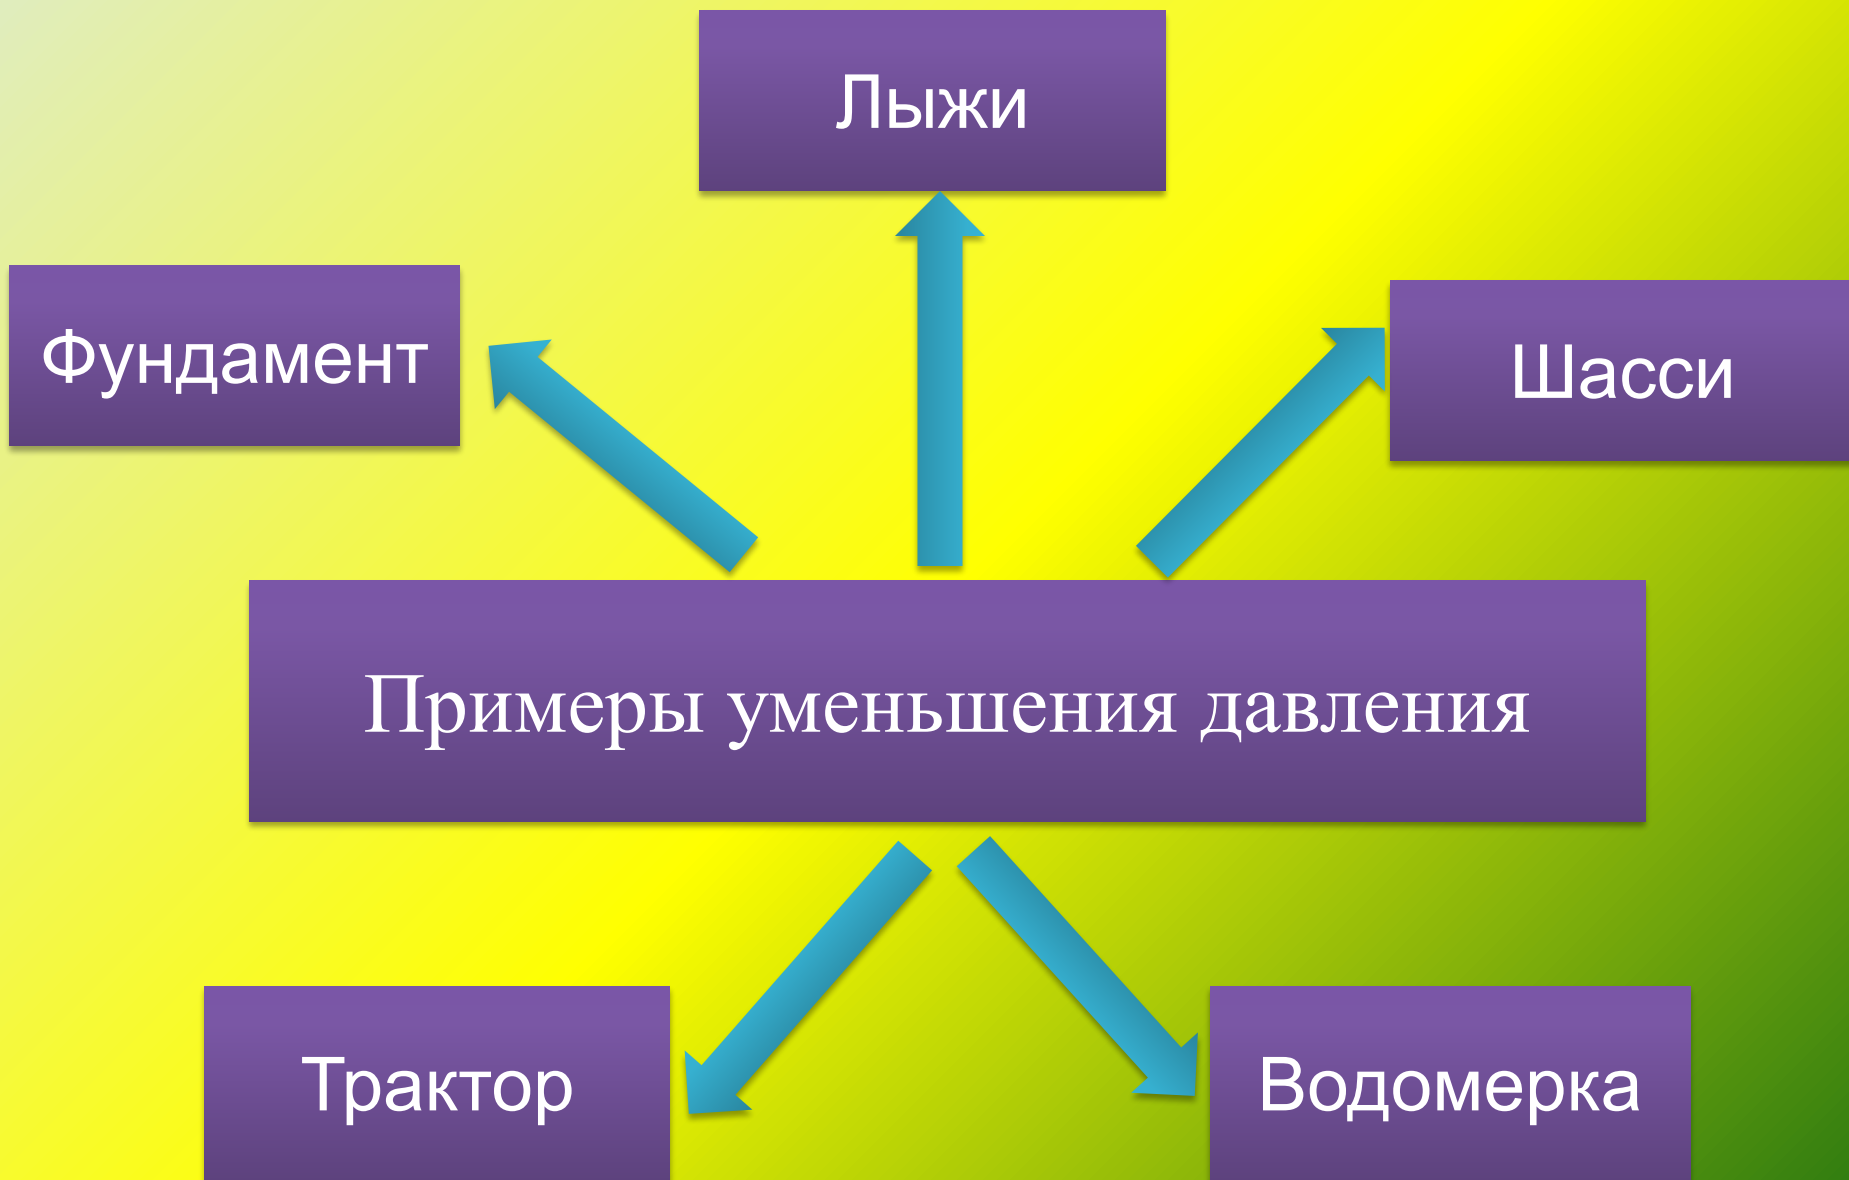 Лыжи
Фундамент
Шасси
Примеры уменьшения давления
Трактор
Водомерка